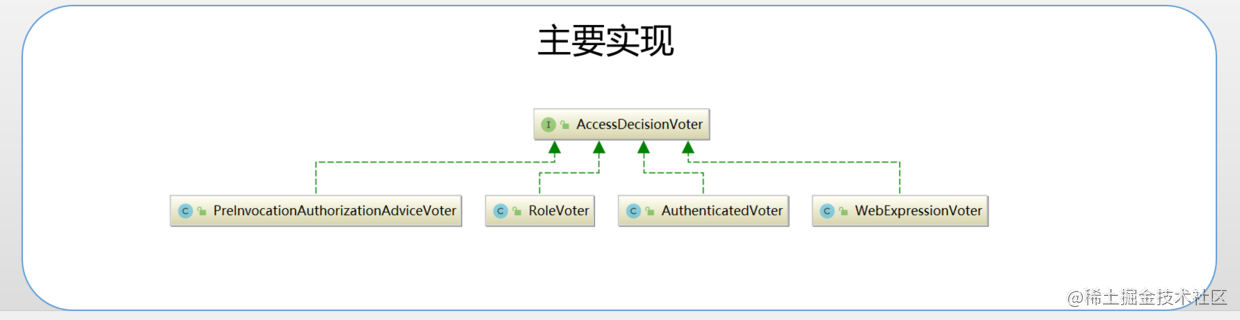 主要实现
I AccessDecisionVoter
C PreInvocationAuthorizationAdviceVoter
C RoleVoter
C AuthenticatedVoter
C WebExpressionVoter
@稀土掘金技术社区